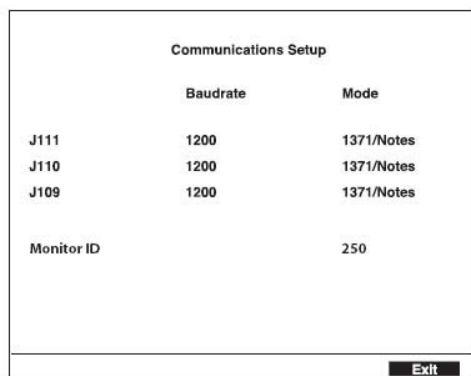 Communications Setup
Baudrate Mode
J111 1200 1371/Notes
J110 1200 1371/Notes
J109 1200 1371/Notes
Monitor ID 250
Exit